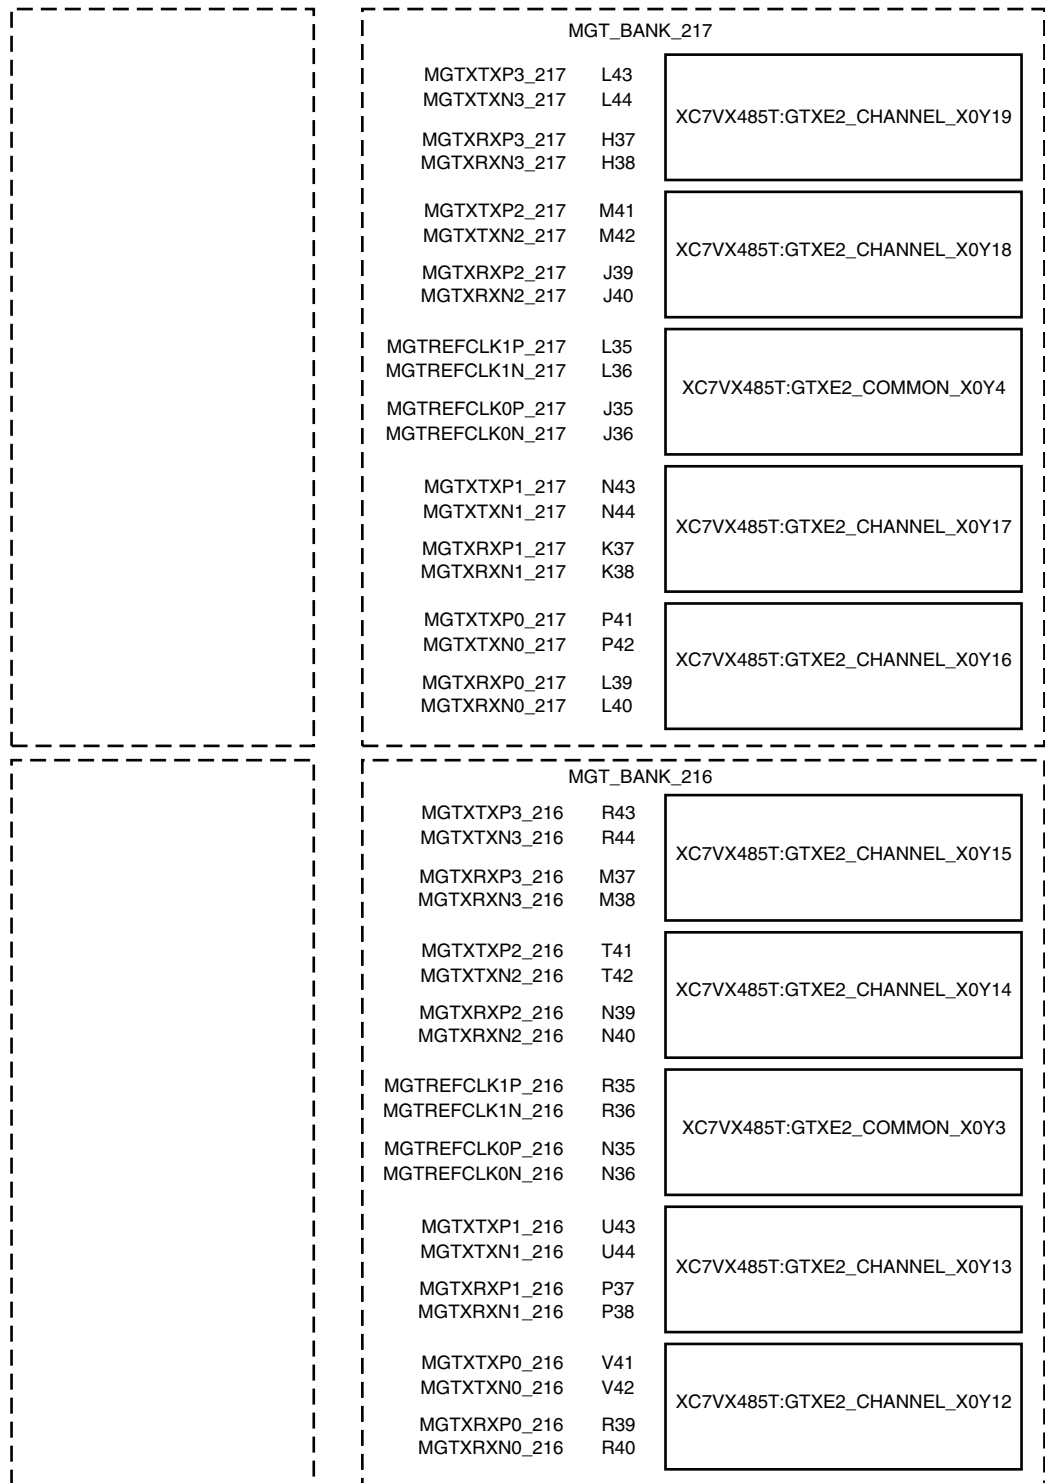 MGT_BANK_217
MGTXTXP3_217 L43
MGTXTXN3_217 L44
XC7VX485T:GTXE2_CHANNEL_X0Y19
MGTXRXP3_217 H37
MGTXRXN3_217 H38
MGTXTXP2_217 M41
MGTXTXN2_217 M42
XC7VX485T:GTXE2_CHANNEL_X0Y18
MGTXRXP2_217 J39
MGTXRXN2_217 J40
MGTREFCLK1P_217 L35
MGTREFCLK1N_217 L36
XC7VX485T:GTXE2_COMMON_X0Y4
MGTREFCLK0P_217 J35
MGTREFCLK0N_217 J36
MGTXTXP1_217 N43
MGTXTXN1_217 N44
XC7VX485T:GTXE2_CHANNEL_X0Y17
MGTXRXP1_217 K37
MGTXRXN1_217 K38
MGTXTXP0_217 P41
MGTXTXN0_217 P42
XC7VX485T:GTXE2_CHANNEL_X0Y16
MGTXRXP0_217 L39
MGTXRXN0_217 L40
MGT_BANK_216
MGTXTXP3_216 R43
MGTXTXN3_216 R44
XC7VX485T:GTXE2_CHANNEL_X0Y15
MGTXRXP3_216 M37
MGTXRXN3_216 M38
MGTXTXP2_216 T41
MGTXTXN2_216 T42
XC7VX485T:GTXE2_CHANNEL_X0Y14
MGTXRXP2_216 N39
MGTXRXN2_216 N40
MGTREFCLK1P_216 R35
MGTREFCLK1N_216 R36
XC7VX485T:GTXE2_COMMON_X0Y3
MGTREFCLK0P_216 N35
MGTREFCLK0N_216 N36
MGTXTXP1_216 U43
MGTXTXN1_216 U44
XC7VX485T:GTXE2_CHANNEL_X0Y13
MGTXRXP1_216 P37
MGTXRXN1_216 P38
MGTXTXP0_216 V41
MGTXTXN0_216 V42
XC7VX485T:GTXE2_CHANNEL_X0Y12
MGTXRXP0_216 R39
MGTXRXN0_216 R40